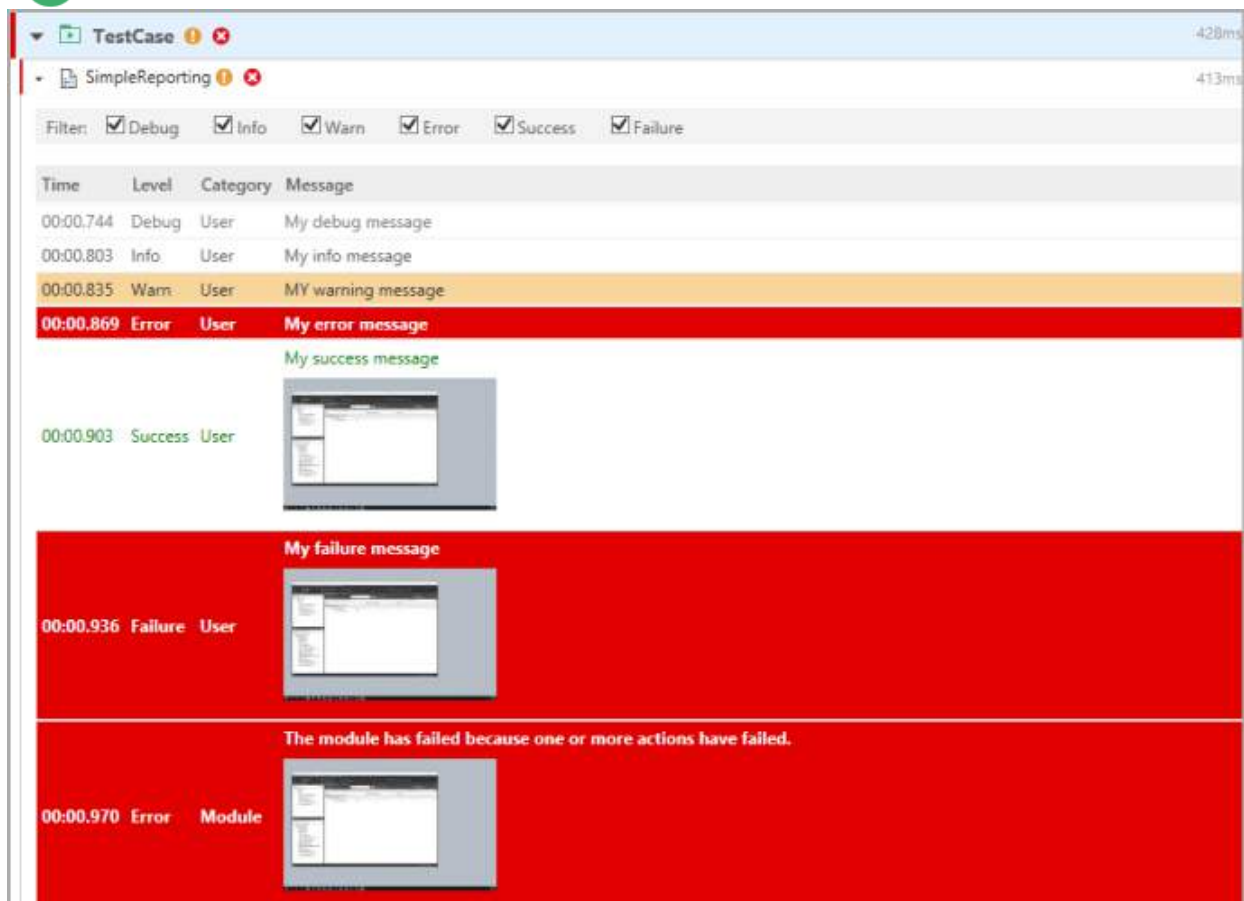 TestCase 428ms
SimpleReporting 413ms
Filter: Debug Info Warn Error Success Failure
Time Level Category Message
00:00.744 Debug User My debug message
00:00.803 Info User My info message
00:00.835 Warn User MY warning message
00:00.869 Error User My error message
My success message
00:00.903 Success User
My failure message
00:00.936 Failure User
The module has failed because one or more actions have failed.
00:00.970 Error Module